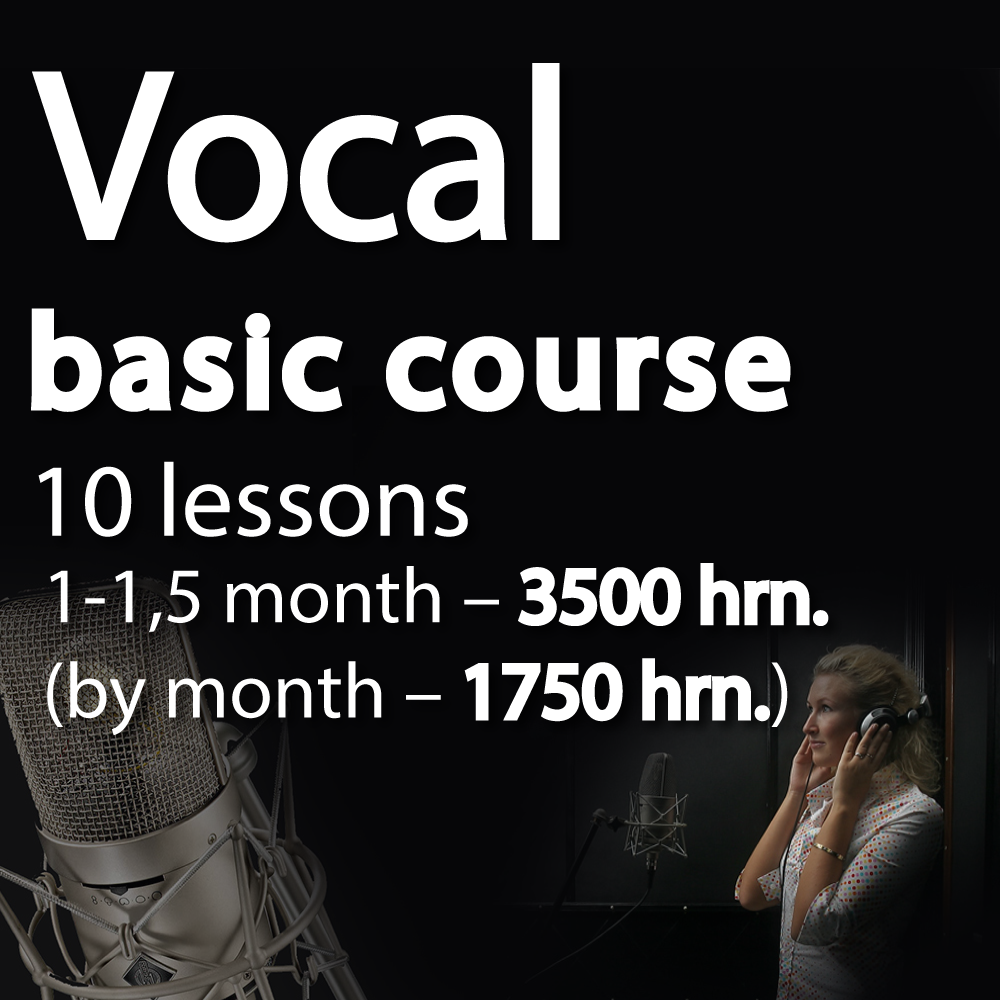 Vocal
basic course
10 lessons
1-1,5 month – 3500 hrn.
(by month – 1750 hrn.)